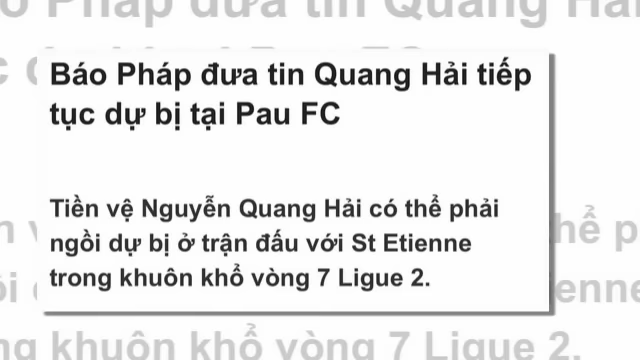 Báo Pháp đưa tin Quang Hải tiếp
tục dự bị tại Pau FC
Tiền vệ Nguyễn Quang Hải có thể phải
ngồi dự bị ở trận đấu với St Etienne
trong khuôn khổ vòng 7 Ligue 2.